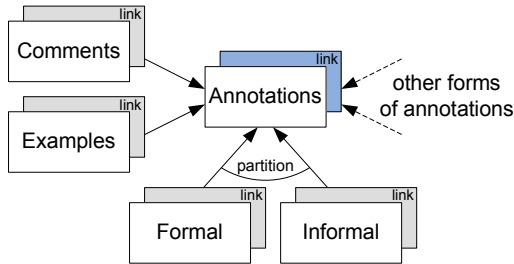 link
Comments
link
Annotations
link
Examples
other forms
of annotations
partition
link
Formal
link
Informal